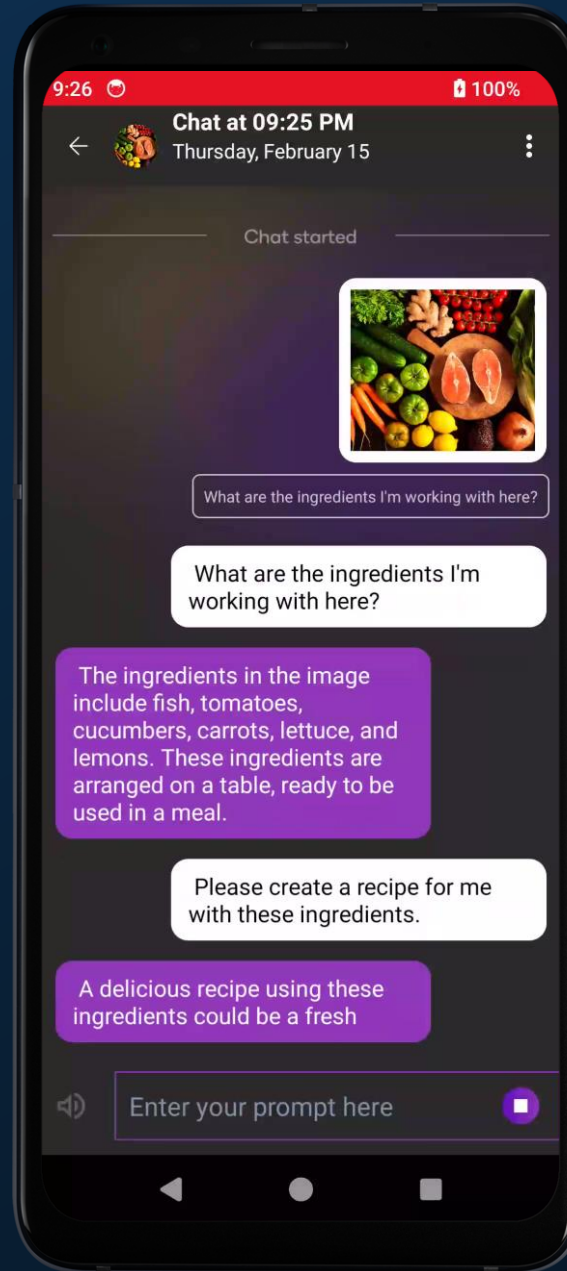 9:26
100%
Chat at 09:25 PM
Thursday, February 15
Chat started
What are the ingredients I'm working with here?
What are the ingredients I'm
working with here?
The ingredients in the image
include fish, tomatoes,
cucumbers, carrots, lettuce, and
lemons. These ingredients are
arranged on a table, ready to be
used in a meal.
Please create a recipe for me
with these ingredients.
A delicious recipe using these
ingredients could be a fresh
Enter your prompt here